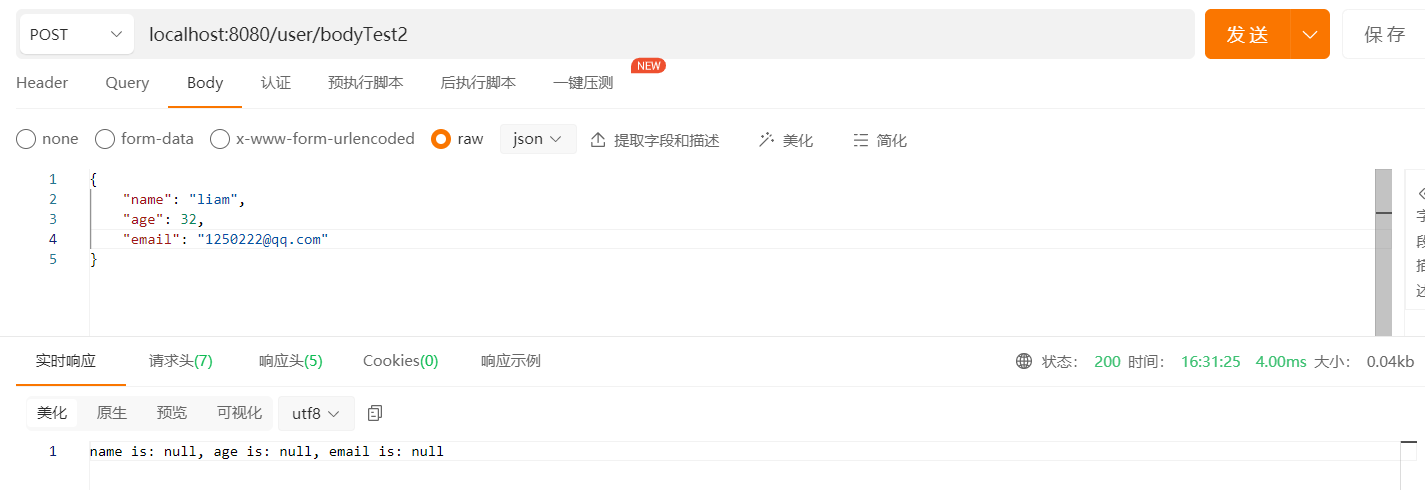 POST localhost:8080/user/bodyTest2 发送 保存
Header Query Body 认证 预执行脚本 后执行脚本 一键压测 NEW
none form-data x-www-form-urlencoded raw json 提取字段和描述 美化 简化
1 {
2 "name": "liam",
3 "age": 32,
4 "email": "1250222@qq.com"
5 }
字
段
描
述
实时响应 请求头(7) 响应头(5) Cookies(0) 响应示例 状态: 200 时间: 16:31:25 4.00ms 大小: 0.04kb
美化 原生 预览 可视化 utf8
1 name is: null, age is: null, email is: null